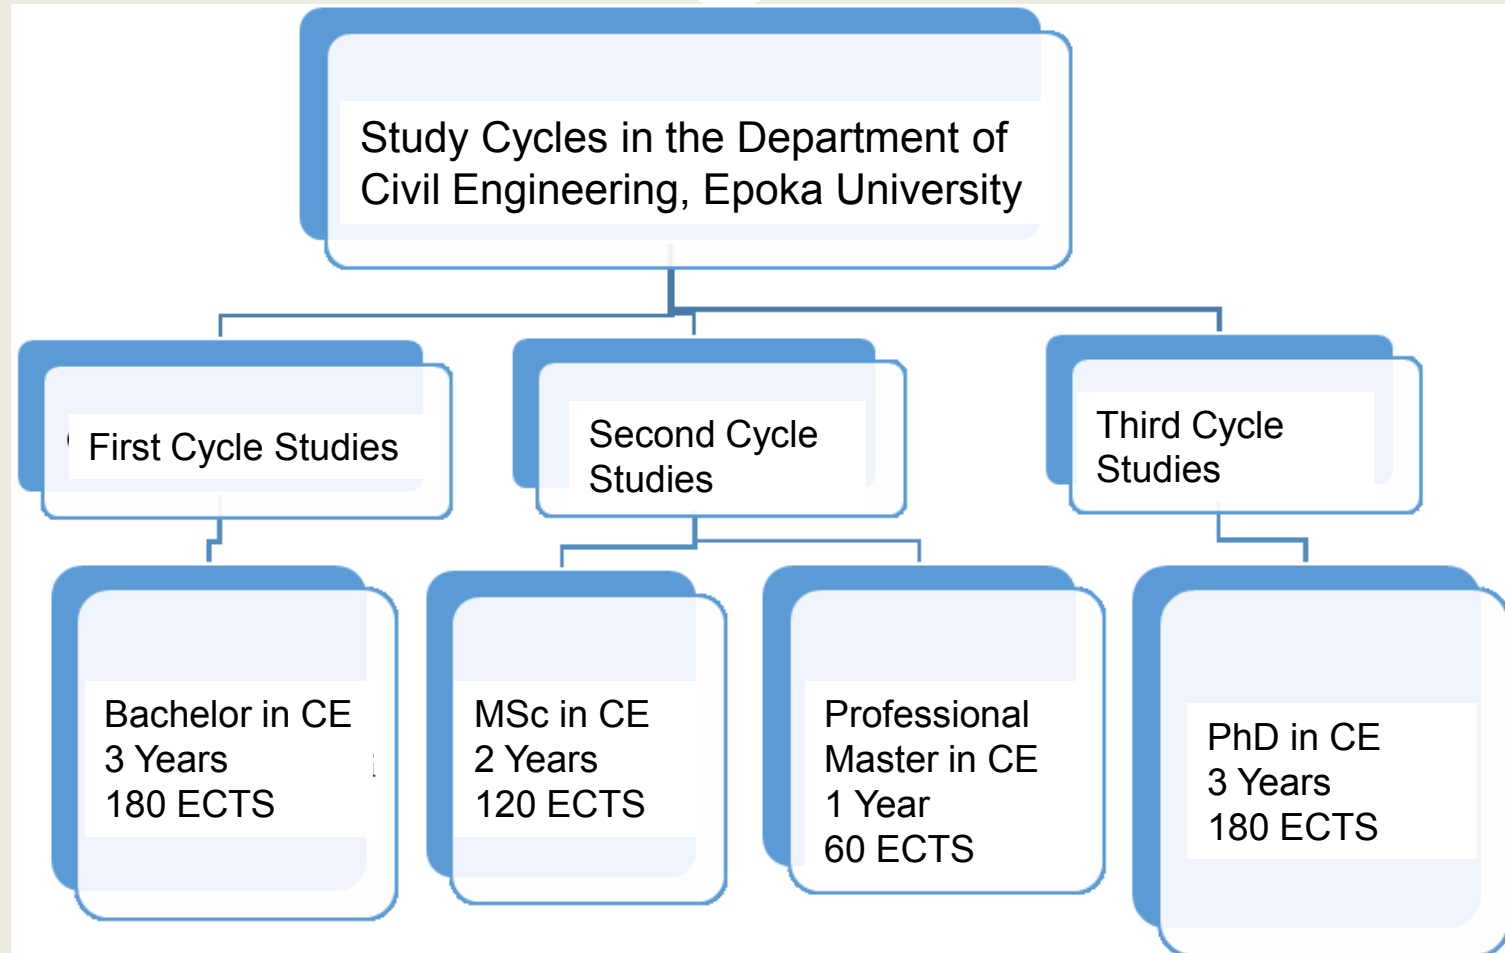 Study Cycles in the Department of
Civil Engineering, Epoka University
First Cycle Studies
Second Cycle
Studies
Third Cycle
Studies
Bachelor in CE
3 Years
180 ECTS
MSc in CE
2 Years
120 ECTS
Professional
Master in CE
1 Year
60 ECTS
PhD in CE
3 Years
180 ECTS